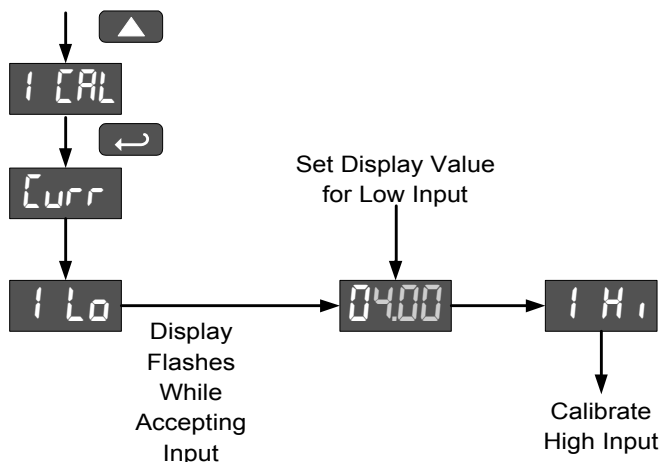 1 CAL
Curr
Set Display Value
for Low Input
1 Lo
04.00
1 Hi
Display
Flashes
While
Accepting
Input
Calibrate
High Input